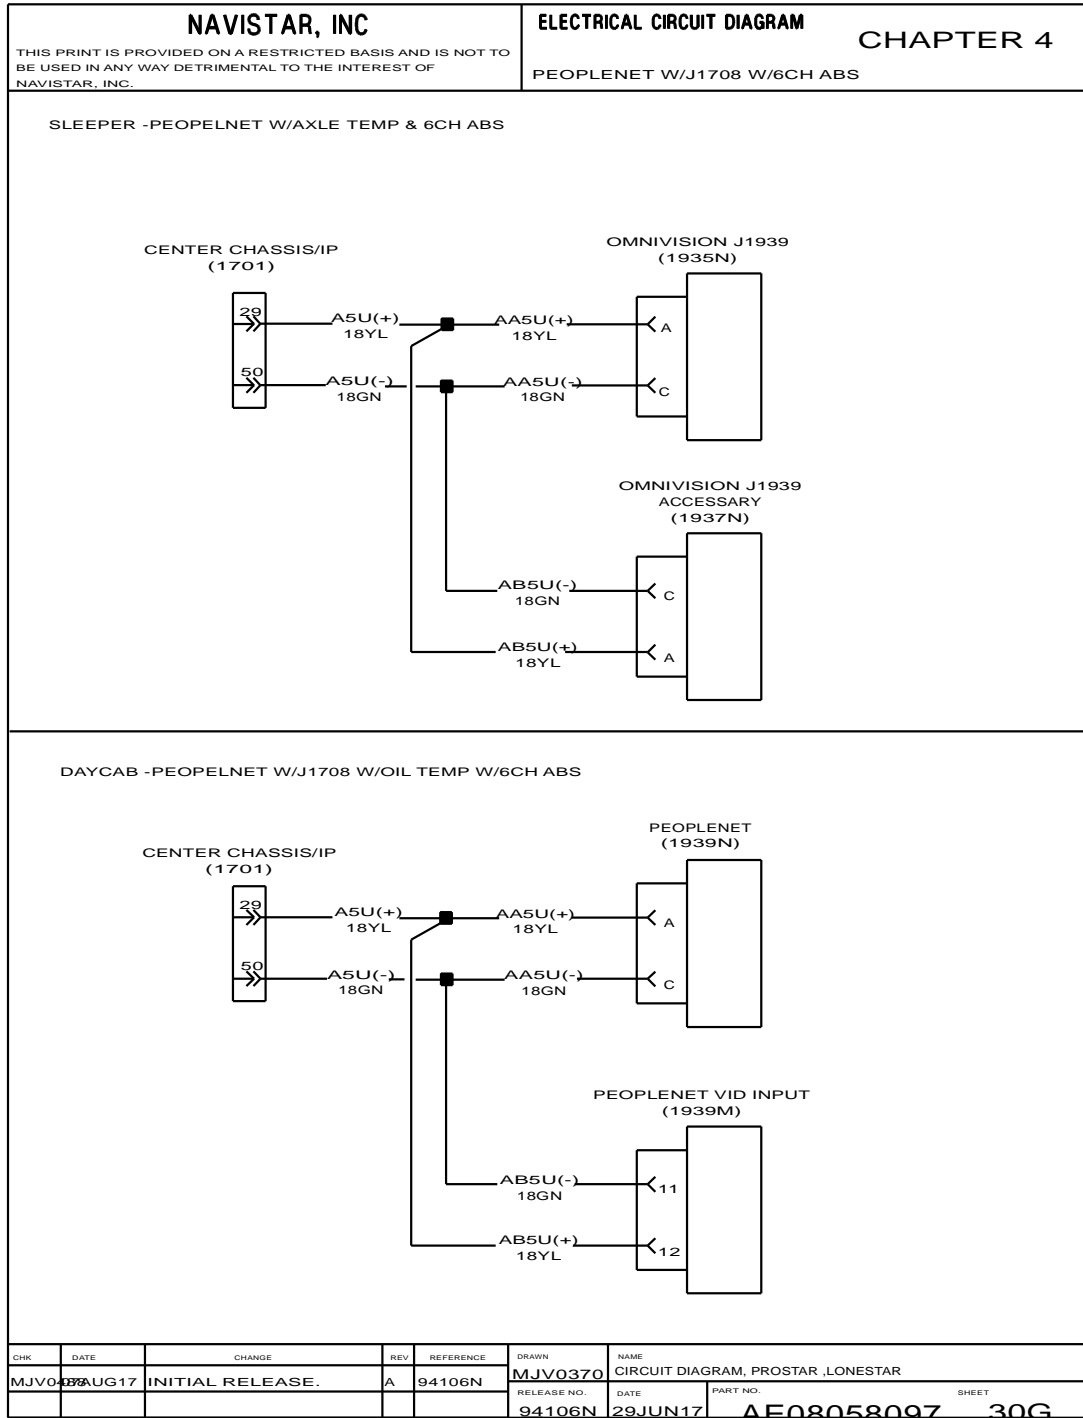 NAVISTAR, INC
THIS PRINT IS PROVIDED ON A RESTRICTED BASIS AND IS NOT TO
BE USED IN ANY WAY DETRIMENTAL TO THE INTEREST OF
NAVISTAR, INC.
ELECTRICAL CIRCUIT DIAGRAM
CHAPTER 4
PEOPLENET W/J1708 W/6CH ABS
SLEEPER -PEOPELNET W/AXLE TEMP & 6CH ABS
CENTER CHASSIS/IP
(1701)
OMNIVISION J1939
(1935N)
29
A5U(+)
18YL
AA5U(+)
18YL
A
50
A5U(-)
18GN
AA5U(-)
18GN
C
OMNIVISION J1939
ACCESSARY
(1937N)
AB5U(-)
18GN
C
AB5U(+)
18YL
A
DAYCAB -PEOPELNET W/J1708 W/OIL TEMP W/6CH ABS
CENTER CHASSIS/IP
(1701)
PEOPLENET
(1939N)
29
A5U(+)
18YL
AA5U(+)
18YL
A
50
A5U(-)
18GN
AA5U(-)
18GN
C
PEOPLENET VID INPUT
(1939M)
AB5U(-)
18GN
11
AB5U(+)
18YL
12
CHK DATE CHANGE REV REFERENCE
INITIAL RELEASE. A 94106N
DRAWN
MJV0370
NAME
CIRCUIT DIAGRAM, PROSTAR ,LONESTAR
RELEASE NO.
94106N
DATE
29JUN17
PART NO.
AE08058097
SHEET
30G